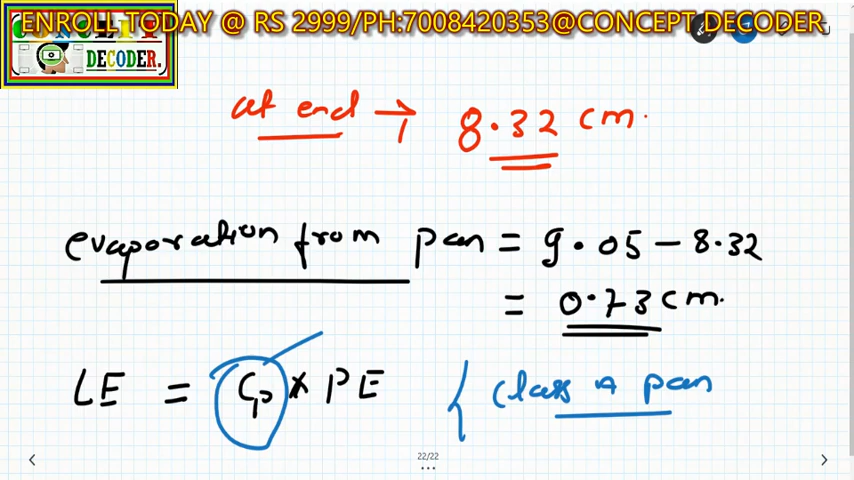 ENROLL TODAY @ RS 2999/PH:7008420353@CONCEPT DECODER
DECODER.
at end → 8.32 cm.
evaporation from pan = 9.05 - 8.32
= 0.73 cm.
LE = Cp × PE { class A pan
22/22